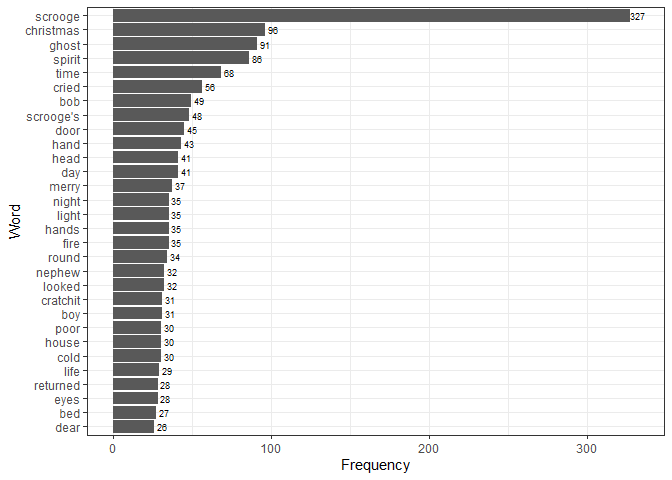 scrooge 327
christmas 96
ghost 91
spirit 86
time 68
cried 56
bob 49
scrooge's 48
door 45
hand 43
head 41
day 41
merry 37
night 35
light 35
hands 35
fire 35
round 34
nephew 32
looked 32
cratchit 31
boy 31
poor 30
house 30
cold 30
life 29
returned 28
eyes 28
bed 27
dear 26
Word
0 100 200 300
Frequency